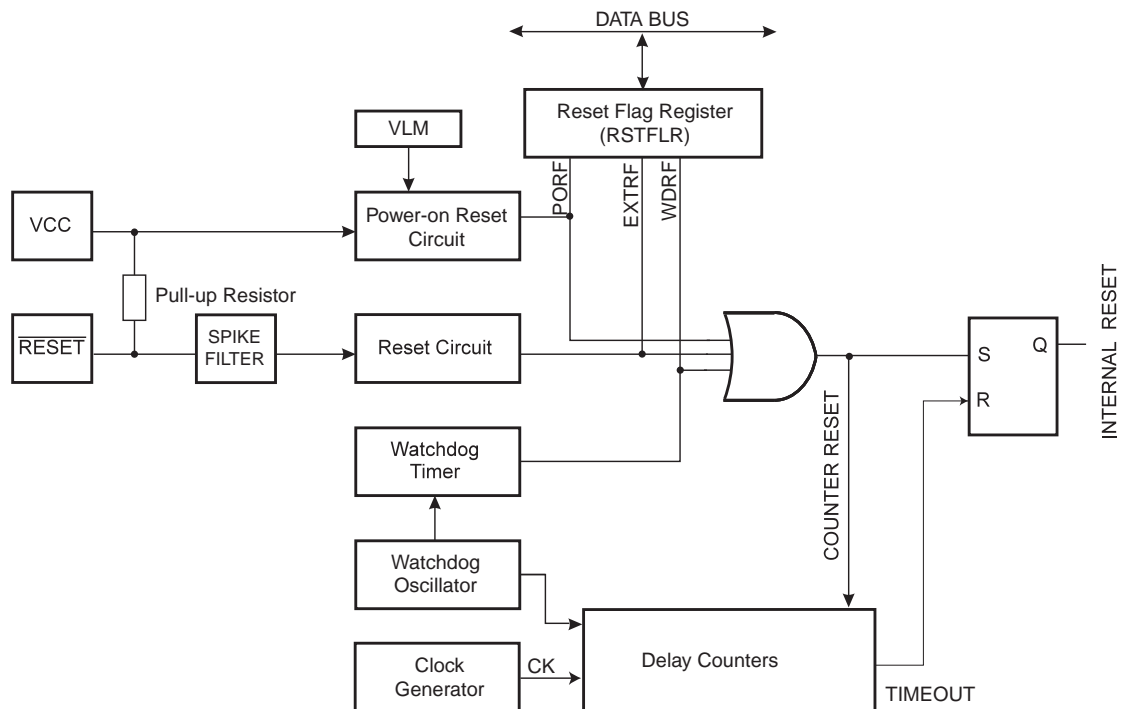 DATA BUS
Reset Flag Register
(RSTFLR)
VLM
PORF
EXTRF
WDRF
VCC
Power-on Reset
Circuit
Pull-up Resistor
RESET
SPIKE
FILTER
Reset Circuit
S
Q
R
INTERNAL RESET
Watchdog
Timer
COUNTER RESET
Watchdog
Oscillator
Clock
Generator
CK
Delay Counters
TIMEOUT